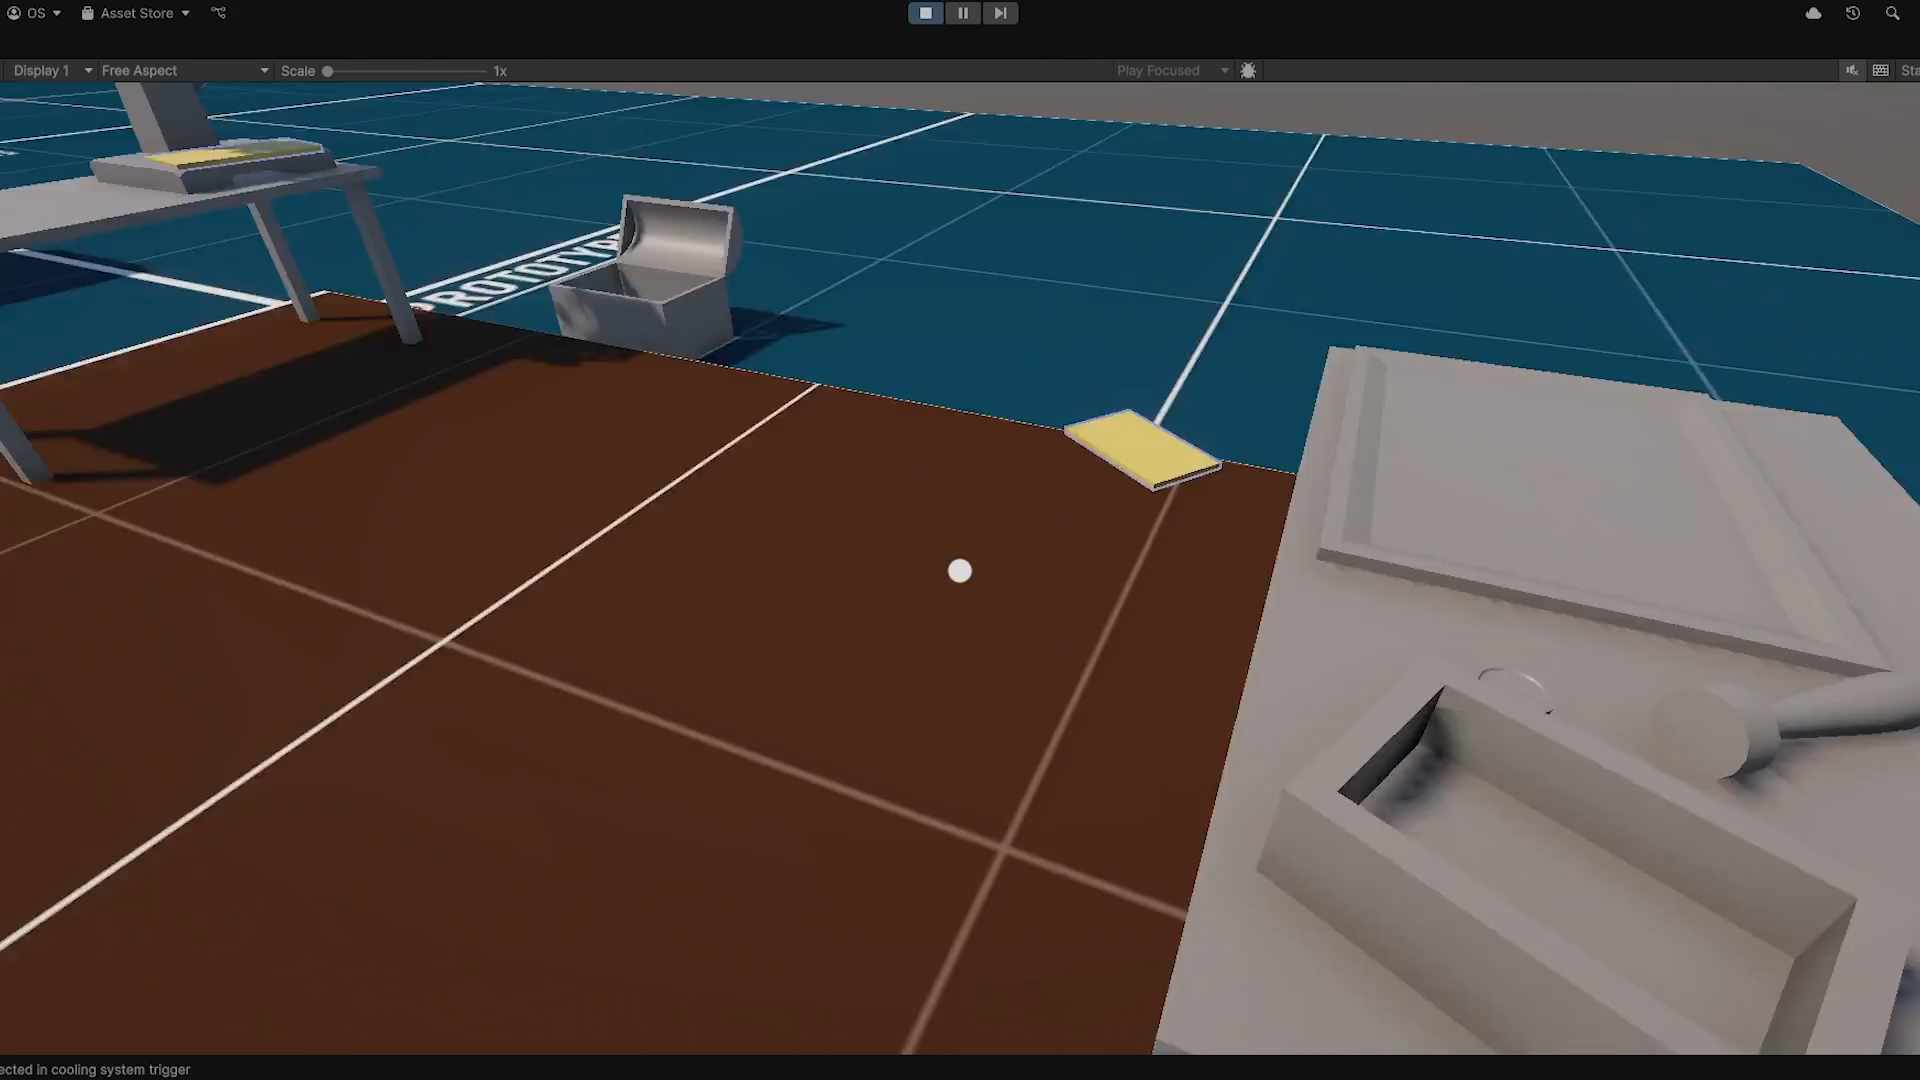 OS
Asset Store
Display 1
Free Aspect
Scale
1x
Play Focused
Sta
PROTOTYP
ected in cooling system trigger